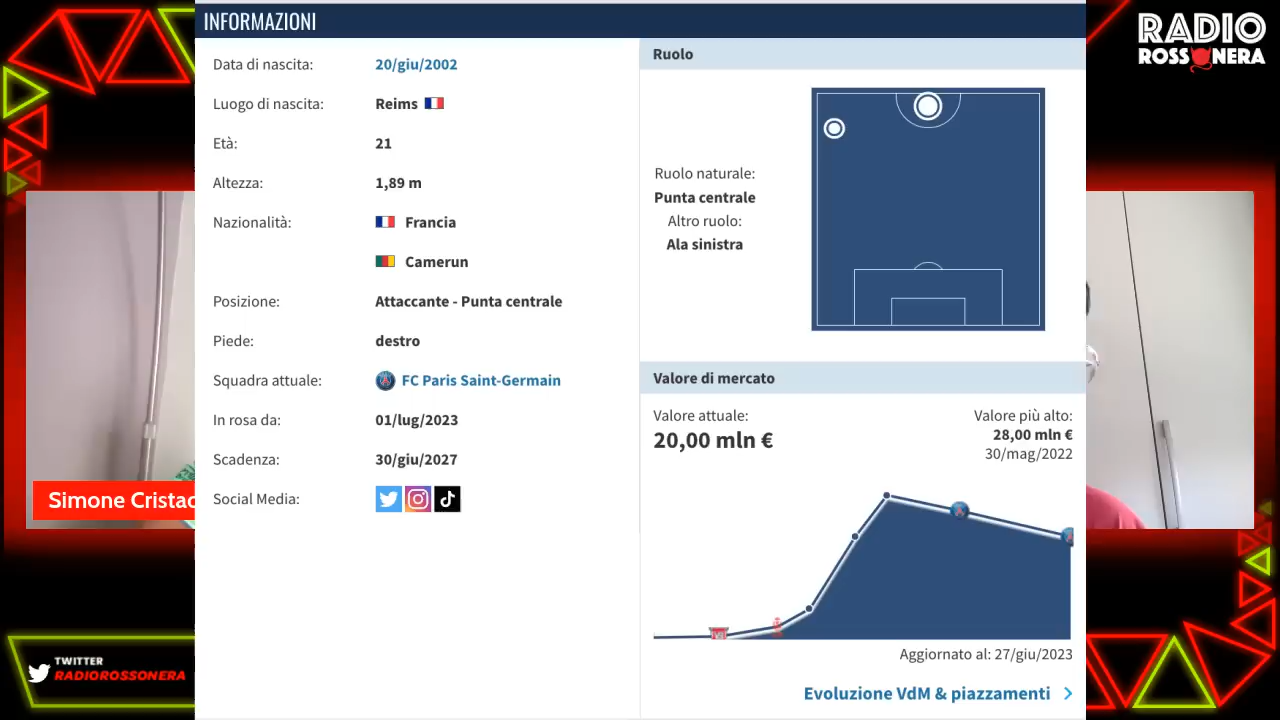 INFORMAZIONI
Data di nascita: 20/giu/2002
Luogo di nascita: Reims
Età: 21
Altezza: 1,89 m
Nazionalità: Francia
Camerun
Posizione: Attaccante - Punta centrale
Piede: destro
Squadra attuale: FC Paris Saint-Germain
In rosa da: 01/lug/2023
Scadenza: 30/giu/2027
Social Media:
Ruolo
Ruolo naturale:
Punta centrale
Altro ruolo:
Ala sinistra
Valore di mercato
Valore attuale:
20,00 mln €
Valore più alto:
28,00 mln €
30/mag/2022
Aggiornato al: 27/giu/2023
Evoluzione VdM & piazzamenti
RADIO
ROSSONERA
Simone Cristao
TWITTER
RADIOROSSONERA